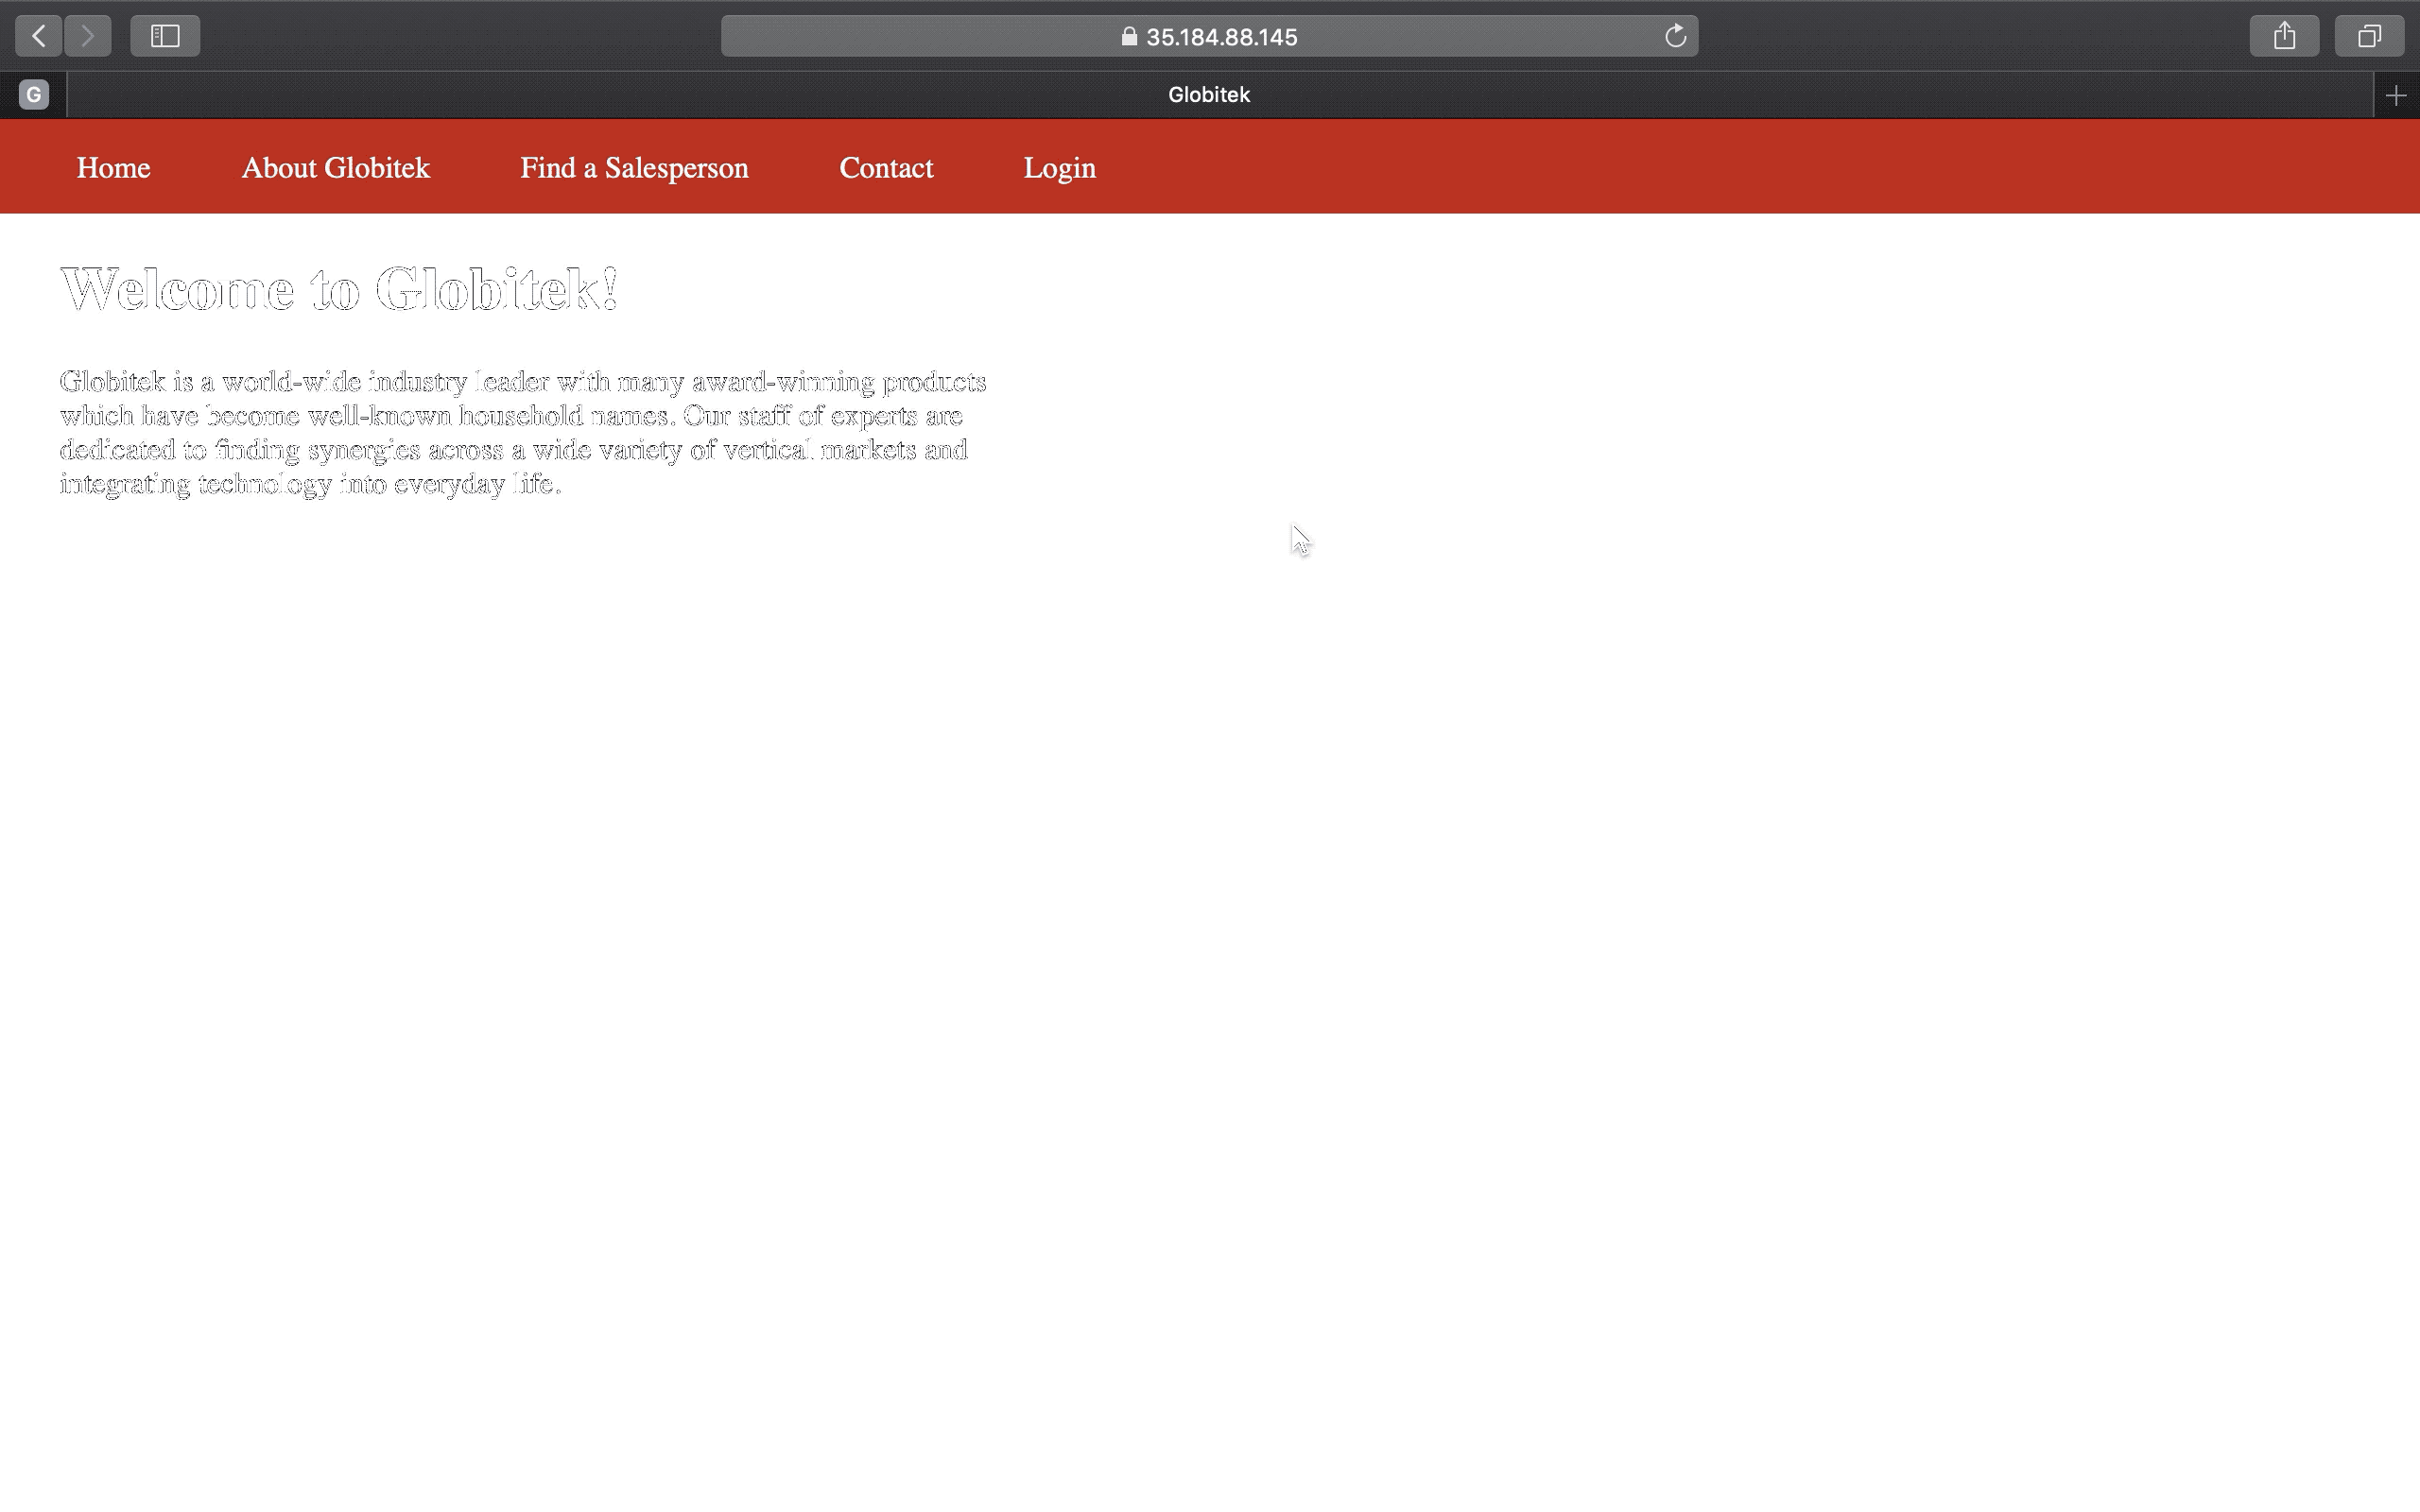 35.184.88.145
G
Globitek
Home About Globitek Find a Salesperson Contact Login
Welcome to Globitek!
Globitek is a world-wide industry leader with many award-winning products
which have become well-known household names. Our staff of experts are
dedicated to finding synergies across a wide variety of vertical markets and
integrating technology into everyday life.